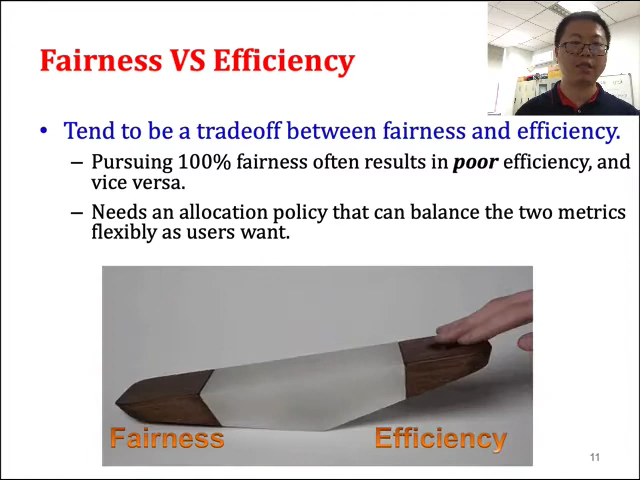 Fairness VS Efficiency
• Tend to be a tradeoff between fairness and efficiency.
– Pursuing 100% fairness often results in poor efficiency, and
vice versa.
– Needs an allocation policy that can balance the two metrics
flexibly as users want.
Fairness
Efficiency
11